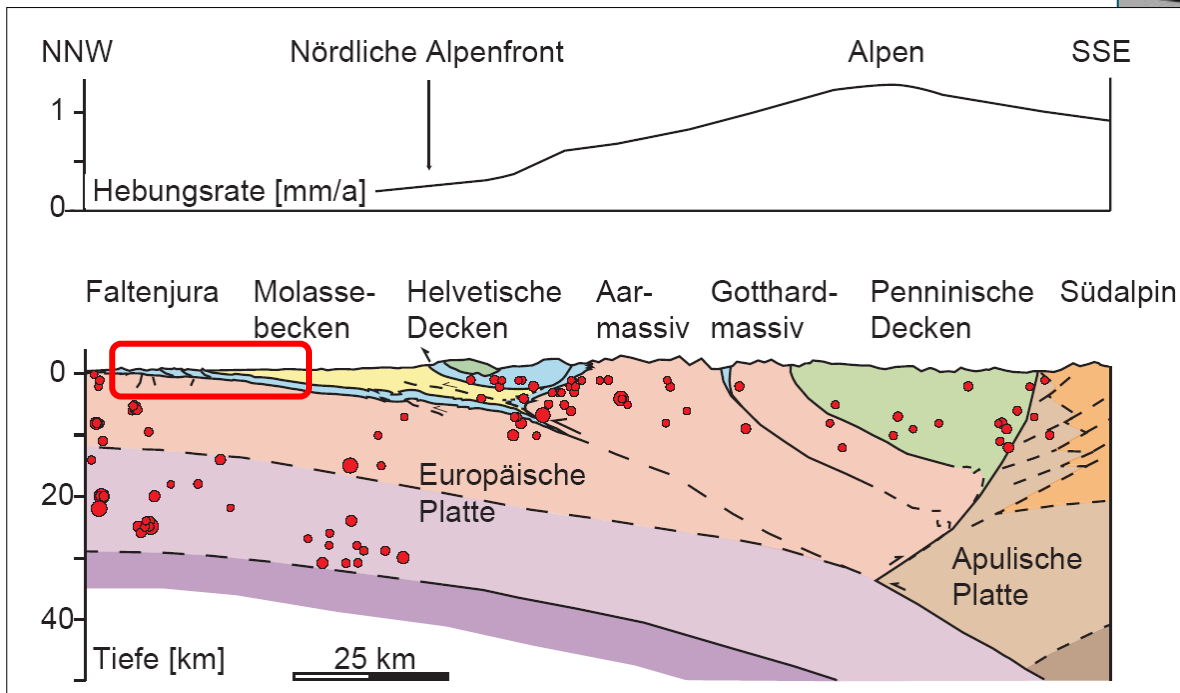 NNW
Nördliche Alpenfront
Alpen
SSE
1
Hebungsrate [mm/a]
0
Faltenjura
Molasse-
becken
Helvetische
Decken
Aar-
massiv
Gotthard-
massiv
Penninische
Decken
Südalpin
0
Europäische
Platte
20
Apulische
Platte
40
Tiefe [km]
25 km